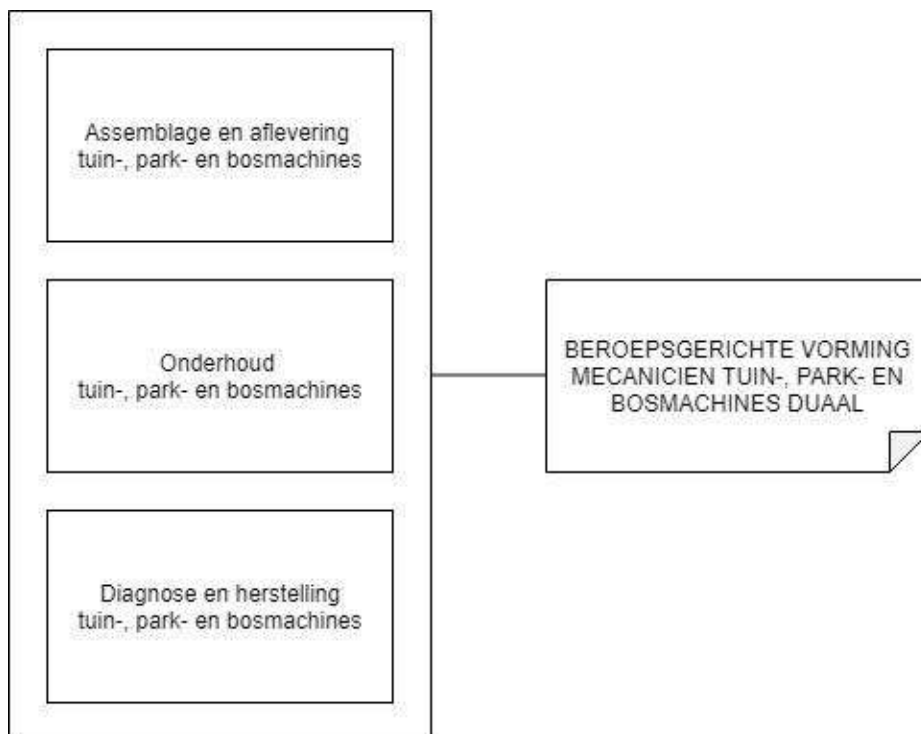 Assemblage en aflevering
tuin-, park- en bosmachines
Onderhoud
tuin-, park- en bosmachines
Diagnose en herstelling
tuin-, park- en bosmachines
BEROEPSGERICHTE VORMING
MECANICIEN TUIN-, PARK- EN
BOSMACHINES DUAAL